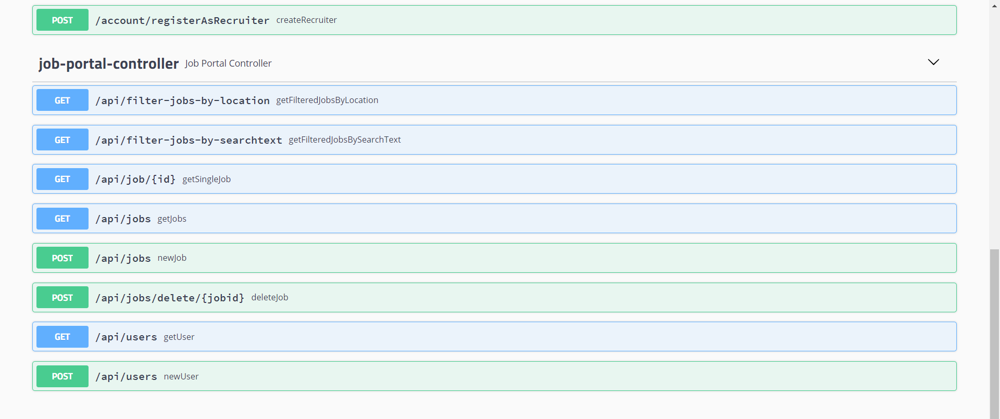 POST /account/registerAsRecruiter createRecruiter
job-portal-controller Job Portal Controller
GET /api/filter-jobs-by-location getFilteredJobsByLocation
GET /api/filter-jobs-by-searchtext getFilteredJobsBySearchText
GET /api/job/{id} getSingleJob
GET /api/jobs getJobs
POST /api/jobs newJob
POST /api/jobs/delete/{jobid} deleteJob
GET /api/users getUser
POST /api/users newUser